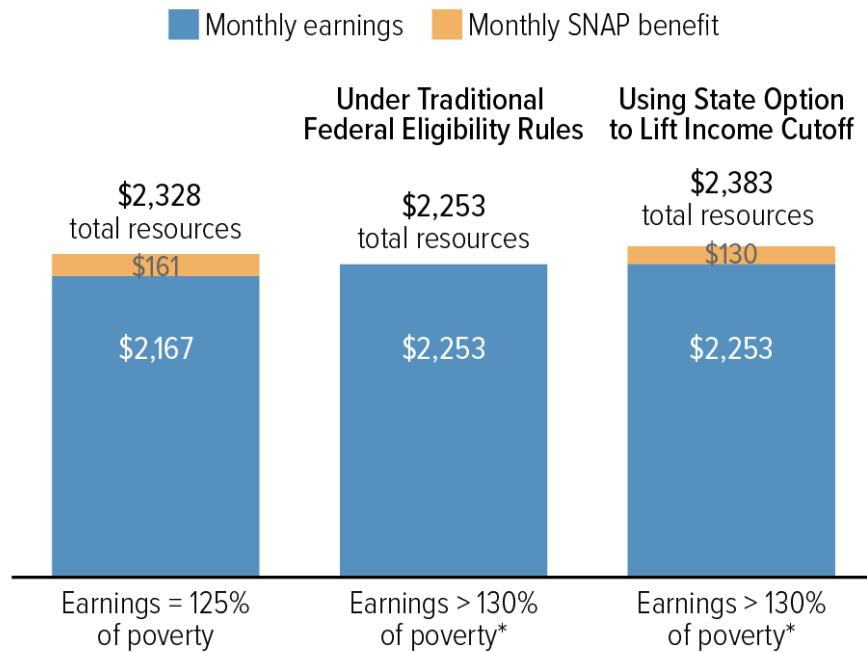 Monthly earnings
Monthly SNAP benefit
Under Traditional
Federal Eligibility Rules
Using State Option
to Lift Income Cutoff
$2,328
total resources
$2,253
total resources
$2,383
total resources
$161
$130
$2,167
$2,253
$2,253
Earnings = 125%
of poverty
Earnings > 130%
of poverty*
Earnings > 130%
of poverty*